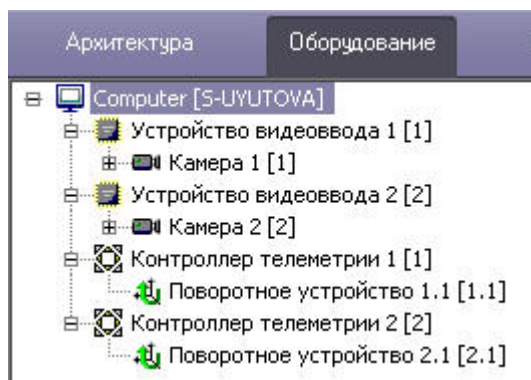 Архитектура Оборудование
Computer [S-UYUTOVA]
Устройство видеоввода 1 [1]
Камера 1 [1]
Устройство видеоввода 2 [2]
Камера 2 [2]
Контроллер телеметрии 1 [1]
Поворотное устройство 1.1 [1.1]
Контроллер телеметрии 2 [2]
Поворотное устройство 2.1 [2.1]